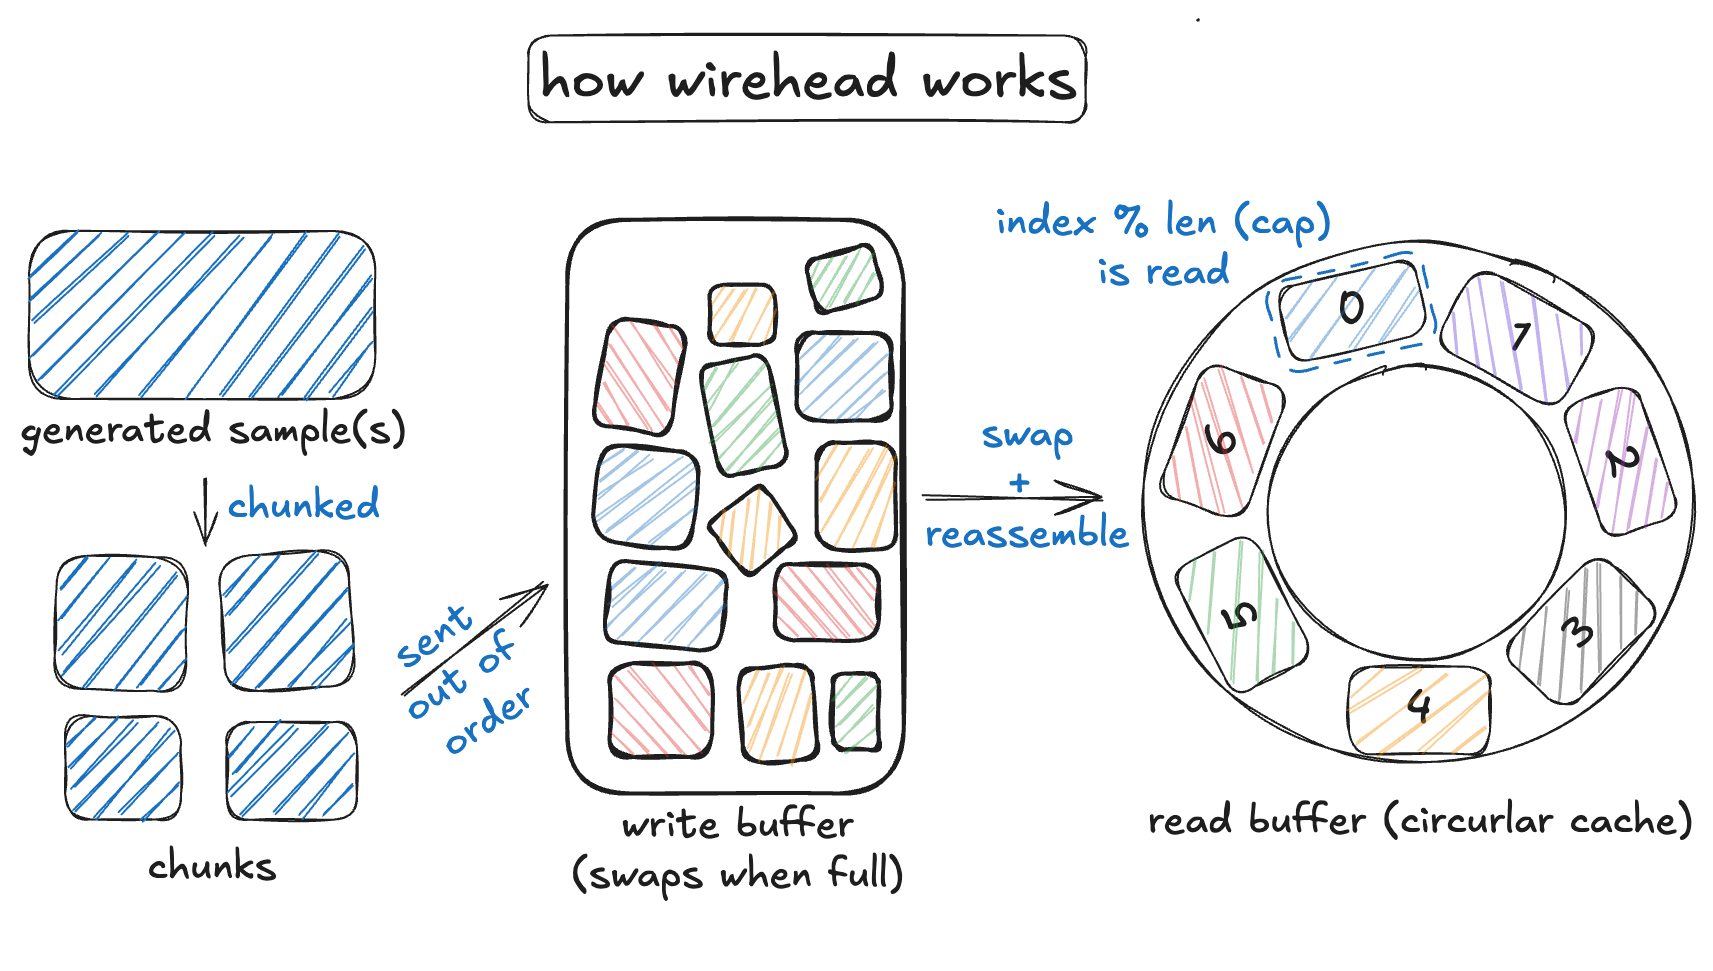 how wirehead works
generated sample(s)
chunked
chunks
sent
out of
order
write buffer
(swaps when full)
swap
+
reassemble
index % len (cap)
is read
0
1
2
3
4
5
6
read buffer (circurlar cache)